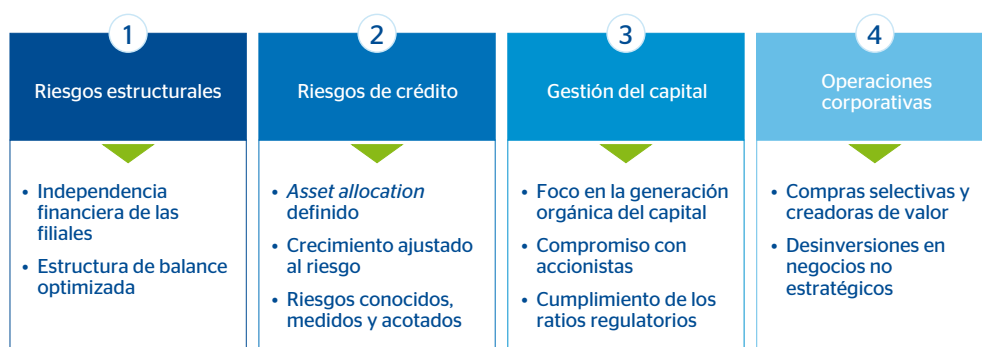 1
Riesgos estructurales
• Independencia
financiera de las
filiales
• Estructura de balance
optimizada
2
Riesgos de crédito
• Asset allocation
definido
• Crecimiento ajustado
al riesgo
• Riesgos conocidos,
medidos y acotados
3
Gestión del capital
• Foco en la generación
orgánica del capital
• Compromiso con
accionistas
• Cumplimiento de los
ratios regulatorios
4
Operaciones
corporativas
• Compras selectivas y
creadoras de valor
• Desinversiones en
negocios no
estratégicos